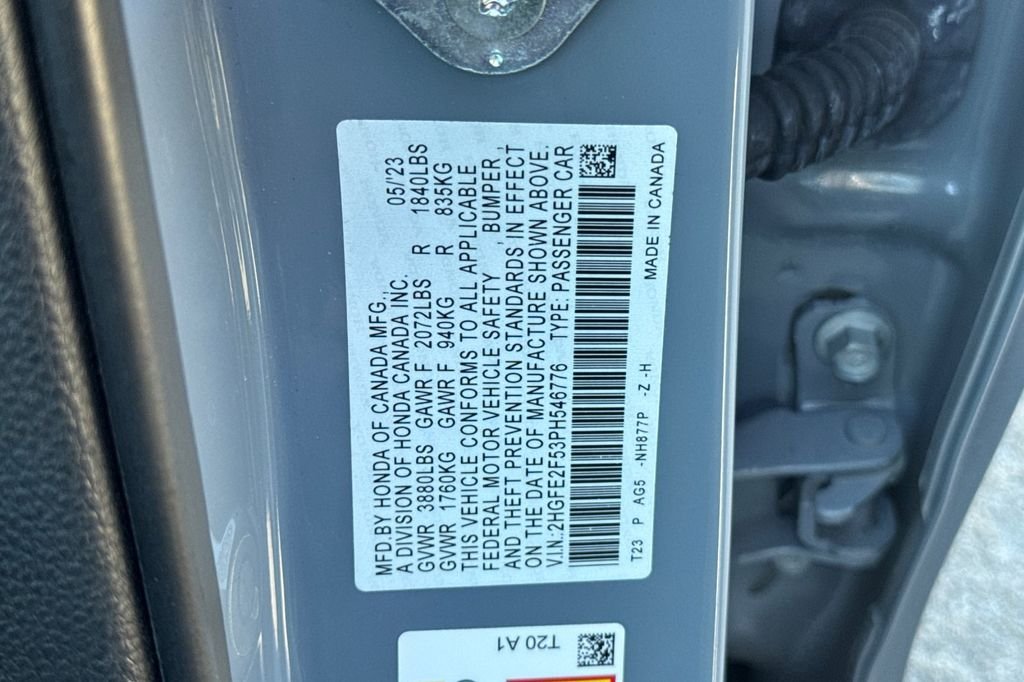 MFD.BY HONDA OF CANADA MFG., 05/'23
A DIVISION OF HONDA CANADA INC.
GVWR 3880LBS GAWR F 2072LBS R 1840LBS
GVWR 1760KG GAWR F 940KG R 835KG
THIS VEHICLE CONFORMS TO ALL APPLICABLE
FEDERAL MOTOR VEHICLE SAFETY , BUMPER ,
AND THEFT PREVENTION STANDARDS IN EFFECT
ON THE DATE OF MANUFACTURE SHOWN ABOVE.
V.I.N.:2HGFE2F53PH546776 TYPE: PASSENGER CAR
T23 P AG5 -NH877P -Z -H MADE IN CANADA
T20 A1